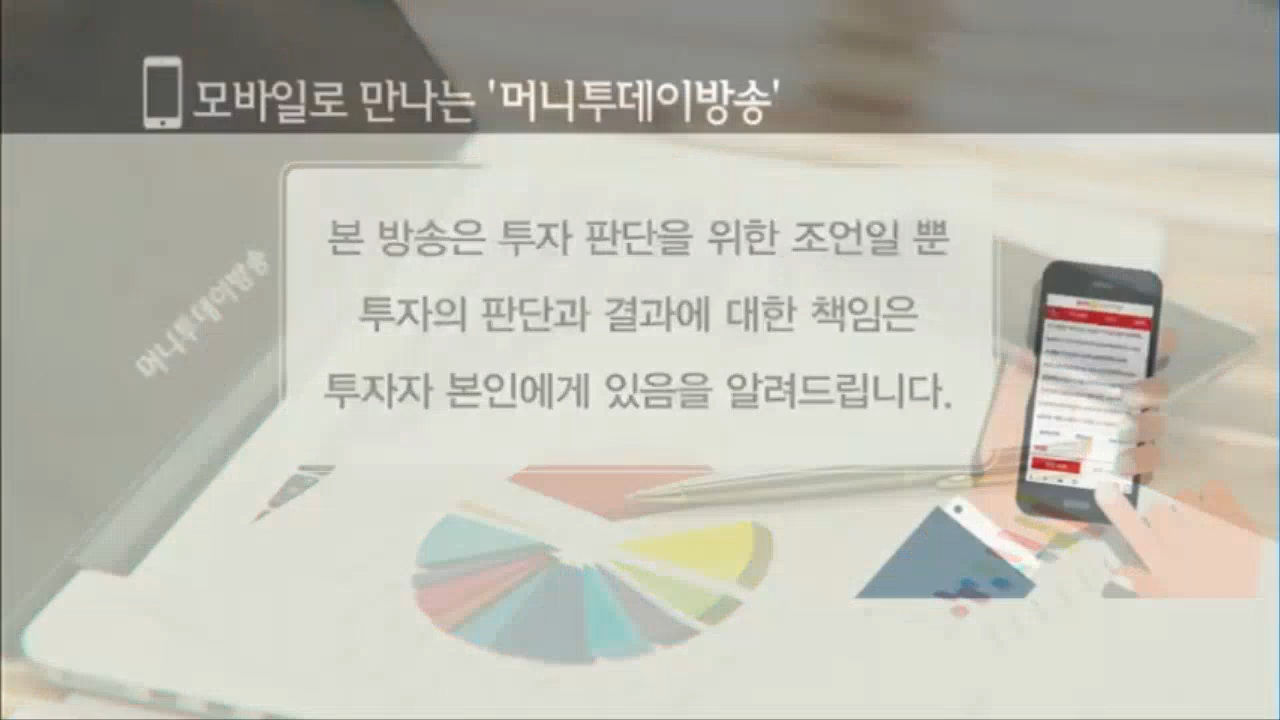 모바일로 만나는 '머니투데이방송'
본 방송은 투자 판단을 위한 조언일 뿐
투자의 판단과 결과에 대한 책임은
투자자 본인에게 있음을 알려드립니다.
머니투데이방송